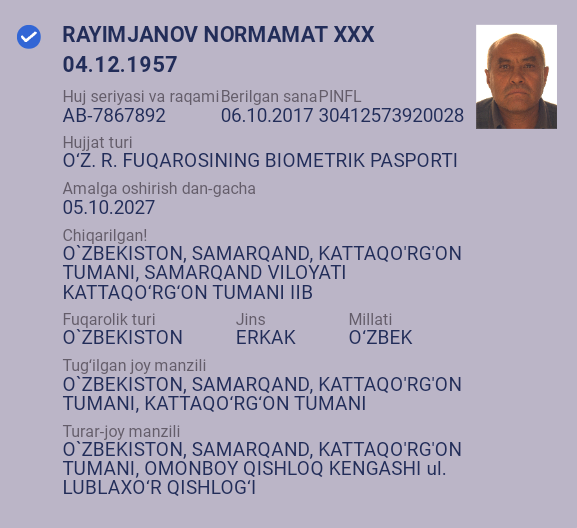 RAYIMJANOV NORMAMAT XXX
04.12.1957
Huj seriyasi va raqami Berilgan sana PINFL
AB-7867892 06.10.2017 30412573920028
Hujjat turi
O‘Z. R. FUQAROSINING BIOMETRIK PASPORTI
Amalga oshirish dan-gacha
05.10.2027
Chiqarilgan!
O`ZBEKISTON, SAMARQAND, KATTAQO'RG'ON
TUMANI, SAMARQAND VILOYATI
KATTAQO‘RG‘ON TUMANI IIB
Fuqarolik turi Jins Millati
O`ZBEKISTON ERKAK O‘ZBEK
Tug‘ilgan joy manzili
O`ZBEKISTON, SAMARQAND, KATTAQO'RG'ON
TUMANI, KATTAQO‘RG‘ON TUMANI
Turar-joy manzili
O`ZBEKISTON, SAMARQAND, KATTAQO'RG'ON
TUMANI, OMONBOY QISHLOQ KENGASHI ul.
LUBLAXO‘R QISHLOG‘I